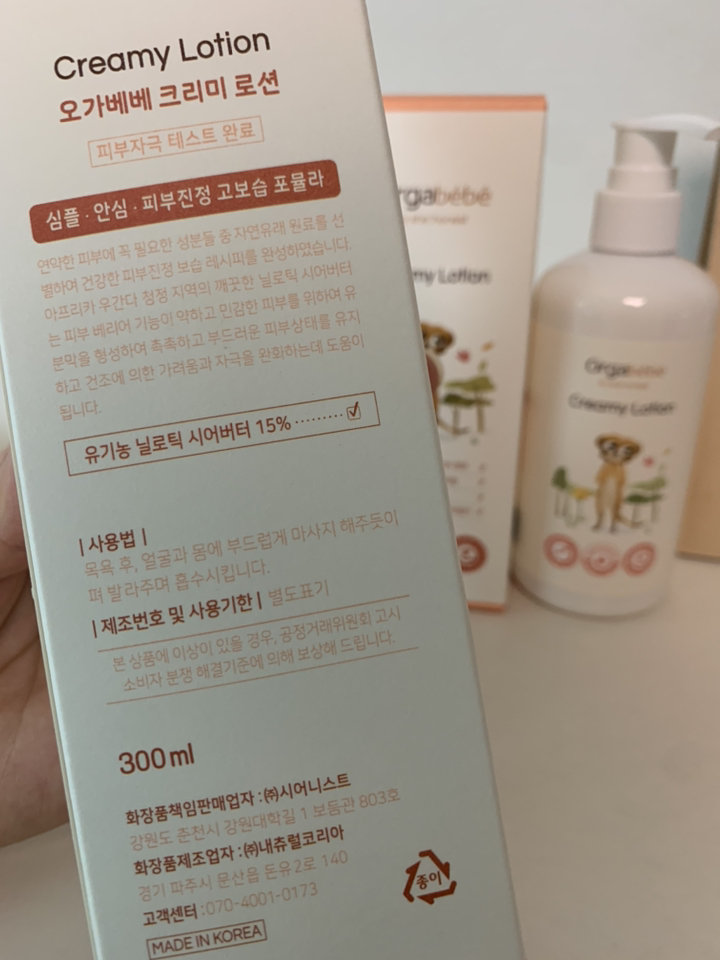 Creamy Lotion
오가베베 크리미 로션
피부자극 테스트 완료
심플 · 안심 · 피부진정 고보습 포뮬라
연약한 피부에 꼭 필요한 성분들 중 자연유래 원료를 선
별하여 건강한 피부진정 보습 레시피를 완성하였습니다.
아프리카 우간다 청정 지역의 깨끗한 닐로틱 시어버터
는 피부 베리어 기능이 약하고 민감한 피부를 위하여 유
분막을 형성하여 촉촉하고 부드러운 피부상태를 유지
하고 건조에 의한 가려움과 자극을 완화하는데 도움이
됩니다.
유기농 닐로틱 시어버터 15% ·········
| 사용법 |
목욕 후, 얼굴과 몸에 부드럽게 마사지 해주듯이
펴 발라주며 흡수시킵니다.
| 제조번호 및 사용기한 | 별도표기
본 상품에 이상이 있을 경우, 공정거래위원회 고시
소비자 분쟁 해결기준에 의해 보상해 드립니다.
300ml
화장품책임판매업자 : ㈜시어니스트
강원도 춘천시 강원대학길 1 보듬관 803호
화장품제조업자 : ㈜내츄럴코리아
경기 파주시 문산읍 돈유2로 140
고객센터 : 070-4001-0173
MADE IN KOREA
종이
rgabébé
my Lotion
Orgabébé
Creamy Lotion